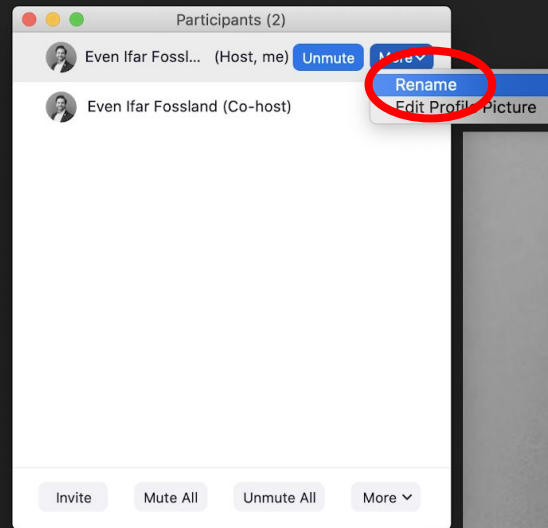 Participants (2)
Even Ifar Fossl... (Host, me) Unmute More
Rename
Even Ifar Fossland (Co-host)
Edit Profile Picture
Invite Mute All Unmute All More